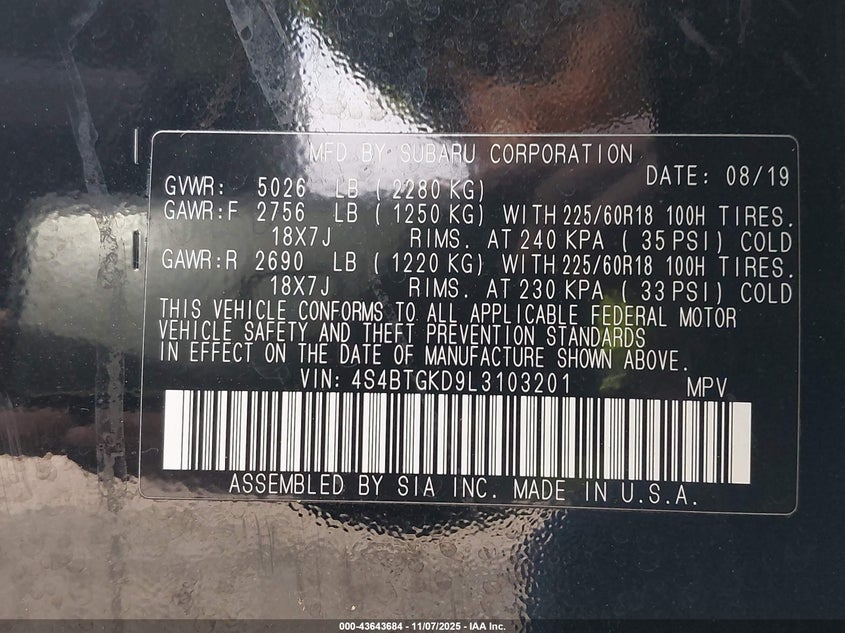 MFD BY SUBARU CORPORATION
DATE: 08/19
GVWR: 5026 LB (2280 KG)
GAWR:F 2756 LB (1250 KG) WITH 225/60R18 100H TIRES.
18X7J RIMS. AT 240 KPA (35 PSI) COLD
GAWR:R 2690 LB (1220 KG) WITH 225/60R18 100H TIRES.
18X7J RIMS. AT 230 KPA (33 PSI) COLD
THIS VEHICLE CONFORMS TO ALL APPLICABLE FEDERAL MOTOR
VEHICLE SAFETY AND THEFT PREVENTION STANDARDS
IN EFFECT ON THE DATE OF MANUFACTURE SHOWN ABOVE.
VIN: 4S4BTGKD9L3103201 MPV
ASSEMBLED BY SIA INC. MADE IN U.S.A.
000-43643684 - 11/07/2025 - IAA Inc.